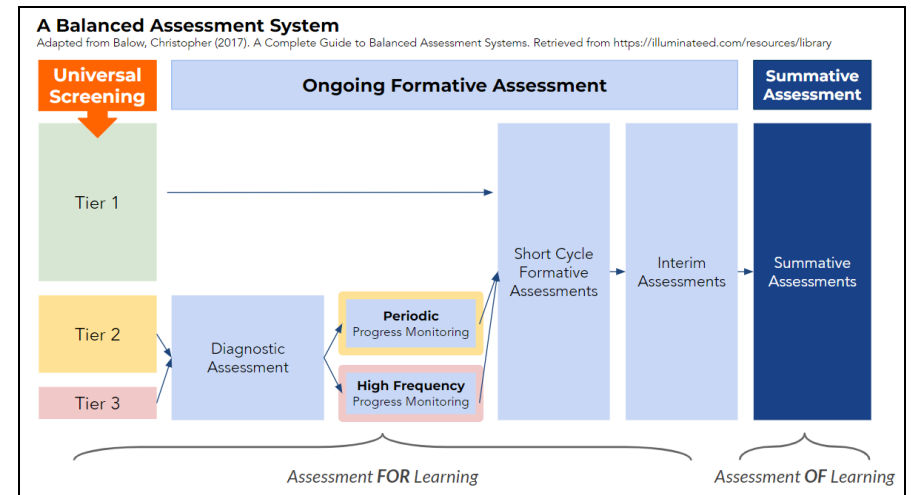 A Balanced Assessment System
Adapted from Balow, Christopher (2017). A Complete Guide to Balanced Assessment Systems. Retrieved from https://illuminateed.com/resources/library
Universal
Screening
Ongoing Formative Assessment
Summative
Assessment
Tier 1
Tier 2
Tier 3
Diagnostic
Assessment
Periodic
Progress Monitoring
High Frequency
Progress Monitoring
Short Cycle
Formative
Assessments
Interim
Assessments
Summative
Assessments
Assessment FOR Learning
Assessment OF Learning